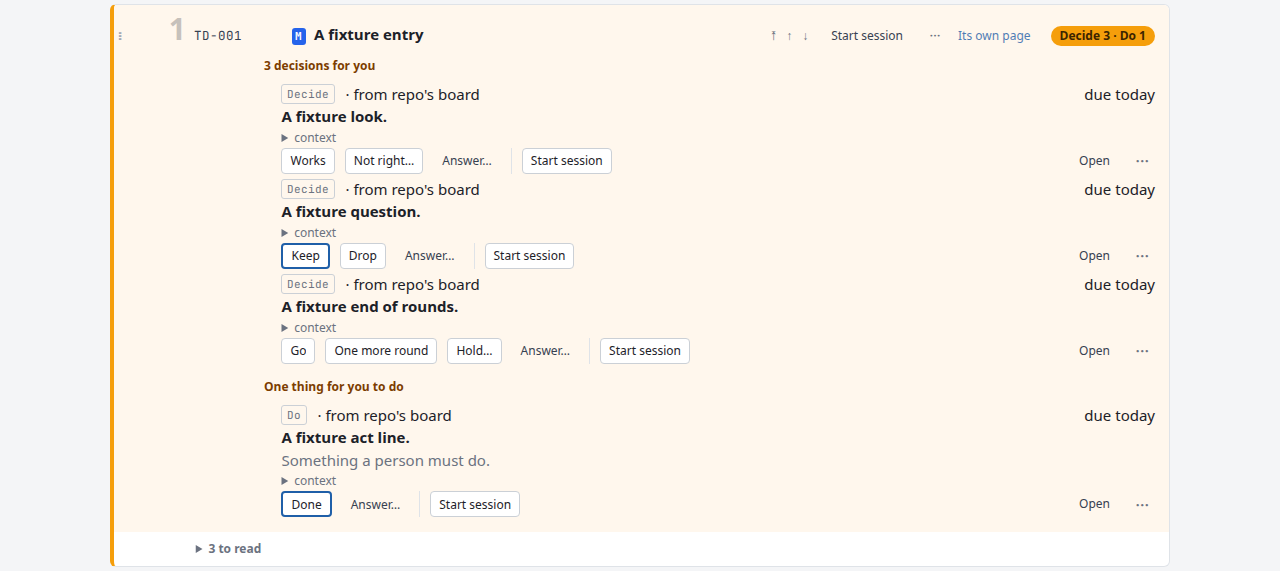 1 TD-001 M A fixture entry ↑ ↑ ↓ Start session ··· Its own page Decide 3 · Do 1
3 decisions for you
Decide · from repo's board due today
A fixture look.
▶ context
Works Not right... Answer... Start session Open ···
Decide · from repo's board due today
A fixture question.
▶ context
Keep Drop Answer... Start session Open ···
Decide · from repo's board due today
A fixture end of rounds.
▶ context
Go One more round Hold... Answer... Start session Open ···
One thing for you to do
Do · from repo's board due today
A fixture act line.
Something a person must do.
▶ context
Done Answer... Start session Open ···
▶ 3 to read